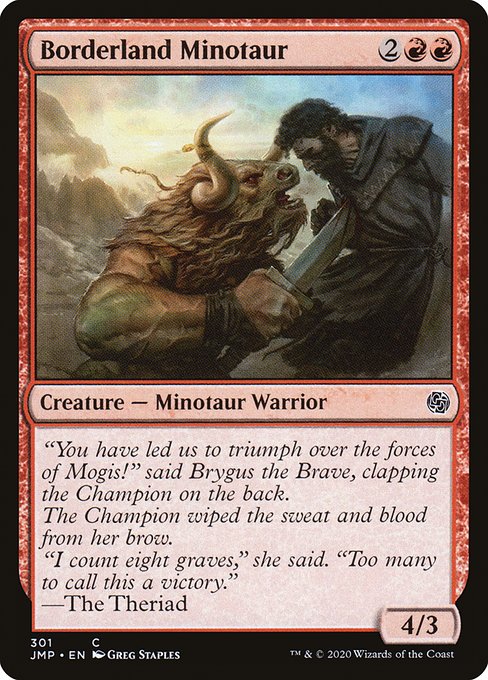 Borderland Minotaur 2
Creature — Minotaur Warrior
“You have led us to triumph over the forces
of Mogis!” said Brygus the Brave, clapping
the Champion on the back.
The Champion wiped the sweat and blood
from her brow.
“I count eight graves,” she said. “Too many
to call this a victory.”
—The Theriad
4/3
301 C
JMP • EN Greg Staples
™ & © 2020 Wizards of the Coast